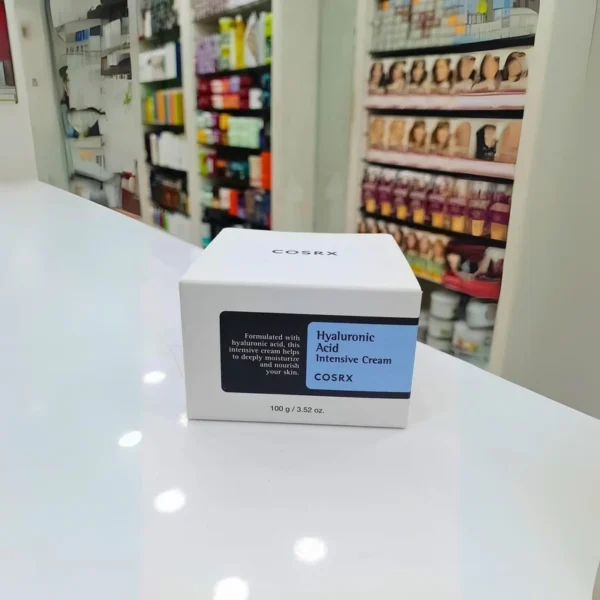 COSRX
Formulated with
hyaluronic acid, this
intensive cream helps
to deeply moisturize
and nourish
your skin.
Hyaluronic
Acid
Intensive Cream
COSRX
100 g / 3.52 oz.